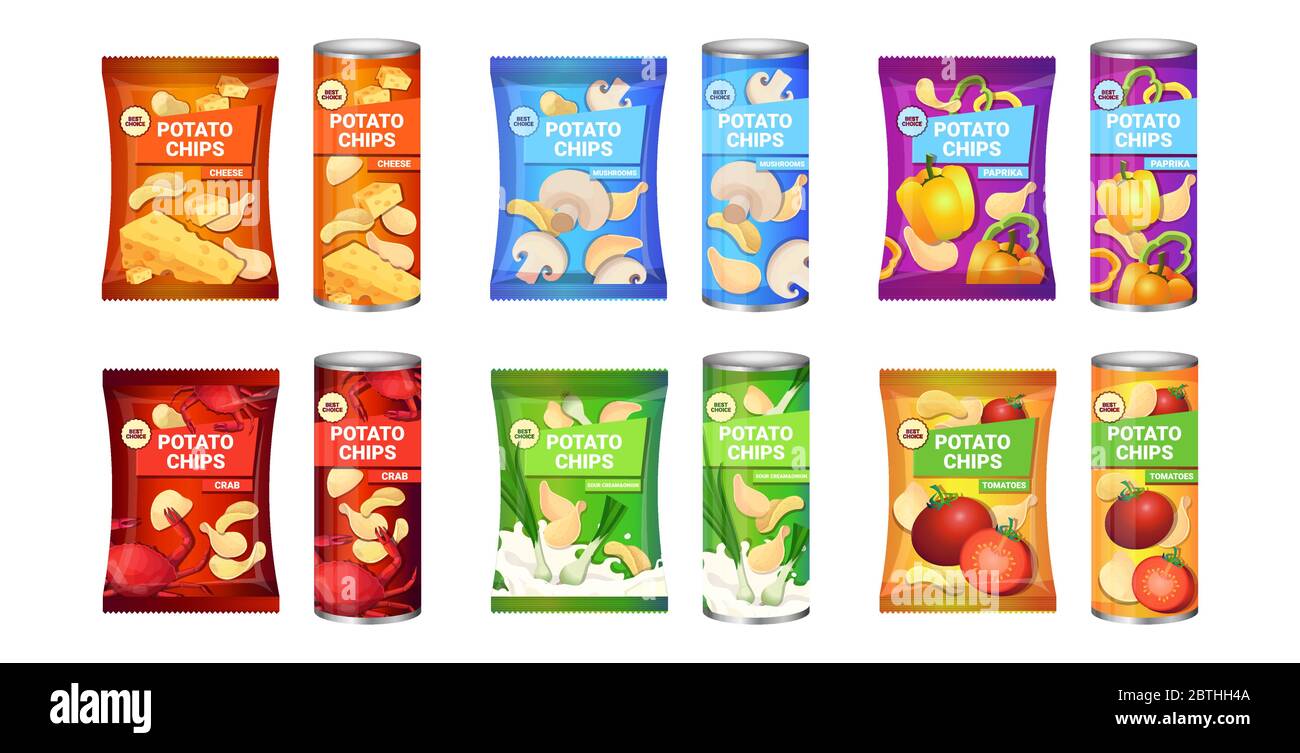 BEST
CHOICE
POTATO
CHIPS
CHEESE
BEST
CHOICE
POTATO
CHIPS
CHEESE
BEST
CHOICE
POTATO
CHIPS
MUSHROOMS
BEST
CHOICE
POTATO
CHIPS
MUSHROOMS
BEST
CHOICE
POTATO
CHIPS
PAPRIKA
BEST
CHOICE
POTATO
CHIPS
PAPRIKA
BEST
CHOICE
POTATO
CHIPS
CRAB
BEST
CHOICE
POTATO
CHIPS
CRAB
BEST
CHOICE
POTATO
CHIPS
SOUR CREAM&ONION
BEST
CHOICE
POTATO
CHIPS
SOUR CREAM&ONION
BEST
CHOICE
POTATO
CHIPS
TOMATOES
BEST
CHOICE
POTATO
CHIPS
TOMATOES
alamy
Image ID: 2BTHH4A
www.alamy.com